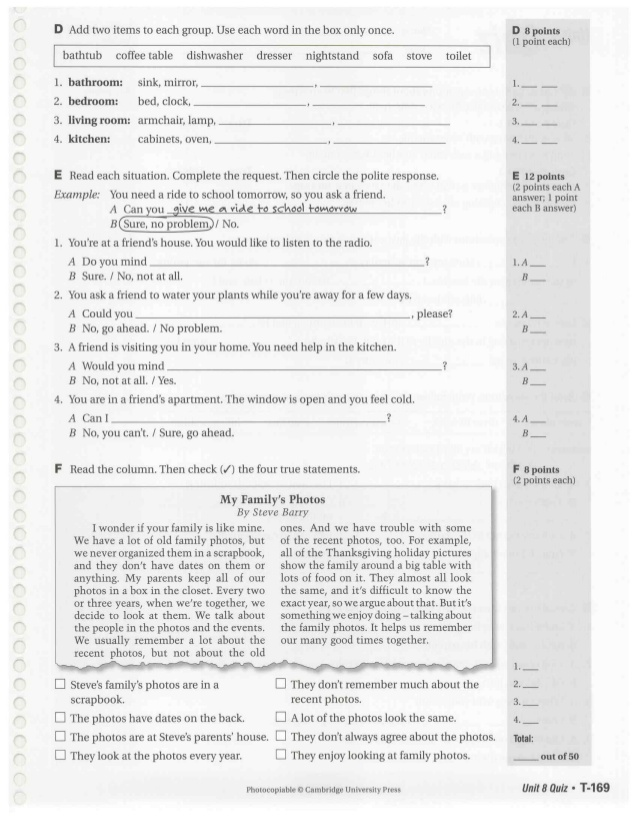 D Add two items to each group. Use each word in the box only once.
bathtub coffee table dishwasher dresser nightstand sofa stove toilet
1. bathroom: sink, mirror, ____________, ____________
2. bedroom: bed, clock, ____________, ____________
3. living room: armchair, lamp, ____________, ____________
4. kitchen: cabinets, oven, ____________, ____________
D 8 points
(1 point each)
1. __ __
2. __ __
3. __ __
4. __ __
E Read each situation. Complete the request. Then circle the polite response.
Example: You need a ride to school tomorrow, so you ask a friend.
A Can you give me a ride to school tomorrow ?
B Sure, no problem. / No.
1. You're at a friend's house. You would like to listen to the radio.
A Do you mind ____________?
B Sure. / No, not at all.
2. You ask a friend to water your plants while you're away for a few days.
A Could you ____________, please?
B No, go ahead. / No problem.
3. A friend is visiting you in your home. You need help in the kitchen.
A Would you mind ____________?
B No, not at all. / Yes.
4. You are in a friend's apartment. The window is open and you feel cold.
A Can I ____________?
B No, you can't. / Sure, go ahead.
E 12 points
(2 points each A
answer; 1 point
each B answer)
1. A __
B __
2. A __
B __
3. A __
B __
4. A __
B __
F Read the column. Then check (✓) the four true statements.
My Family's Photos
By Steve Barry
I wonder if your family is like mine.
We have a lot of old family photos, but
we never organized them in a scrapbook,
and they don't have dates on them or
anything. My parents keep all of our
photos in a box in the closet. Every two
or three years, when we're together, we
decide to look at them. We talk about
the people in the photos and the events.
We usually remember a lot about the
recent photos, but not about the old
ones. And we have trouble with some
of the recent photos, too. For example,
all of the Thanksgiving holiday pictures
show the family around a big table with
lots of food on it. They almost all look
the same, and it's difficult to know the
exact year, so we argue about that. But it's
something we enjoy doing – talking about
the family photos. It helps us remember
our many good times together.
☐ Steve's family's photos are in a
scrapbook.
☐ The photos have dates on the back.
☐ The photos are at Steve's parents' house.
☐ They look at the photos every year.
☐ They don't remember much about the
recent photos.
☐ A lot of the photos look the same.
☐ They don't always agree about the photos.
☐ They enjoy looking at family photos.
F 8 points
(2 points each)
1. __
2. __
3. __
4. __
Total:
____ out of 50
Photocopiable © Cambridge University Press
Unit 8 Quiz • T-169